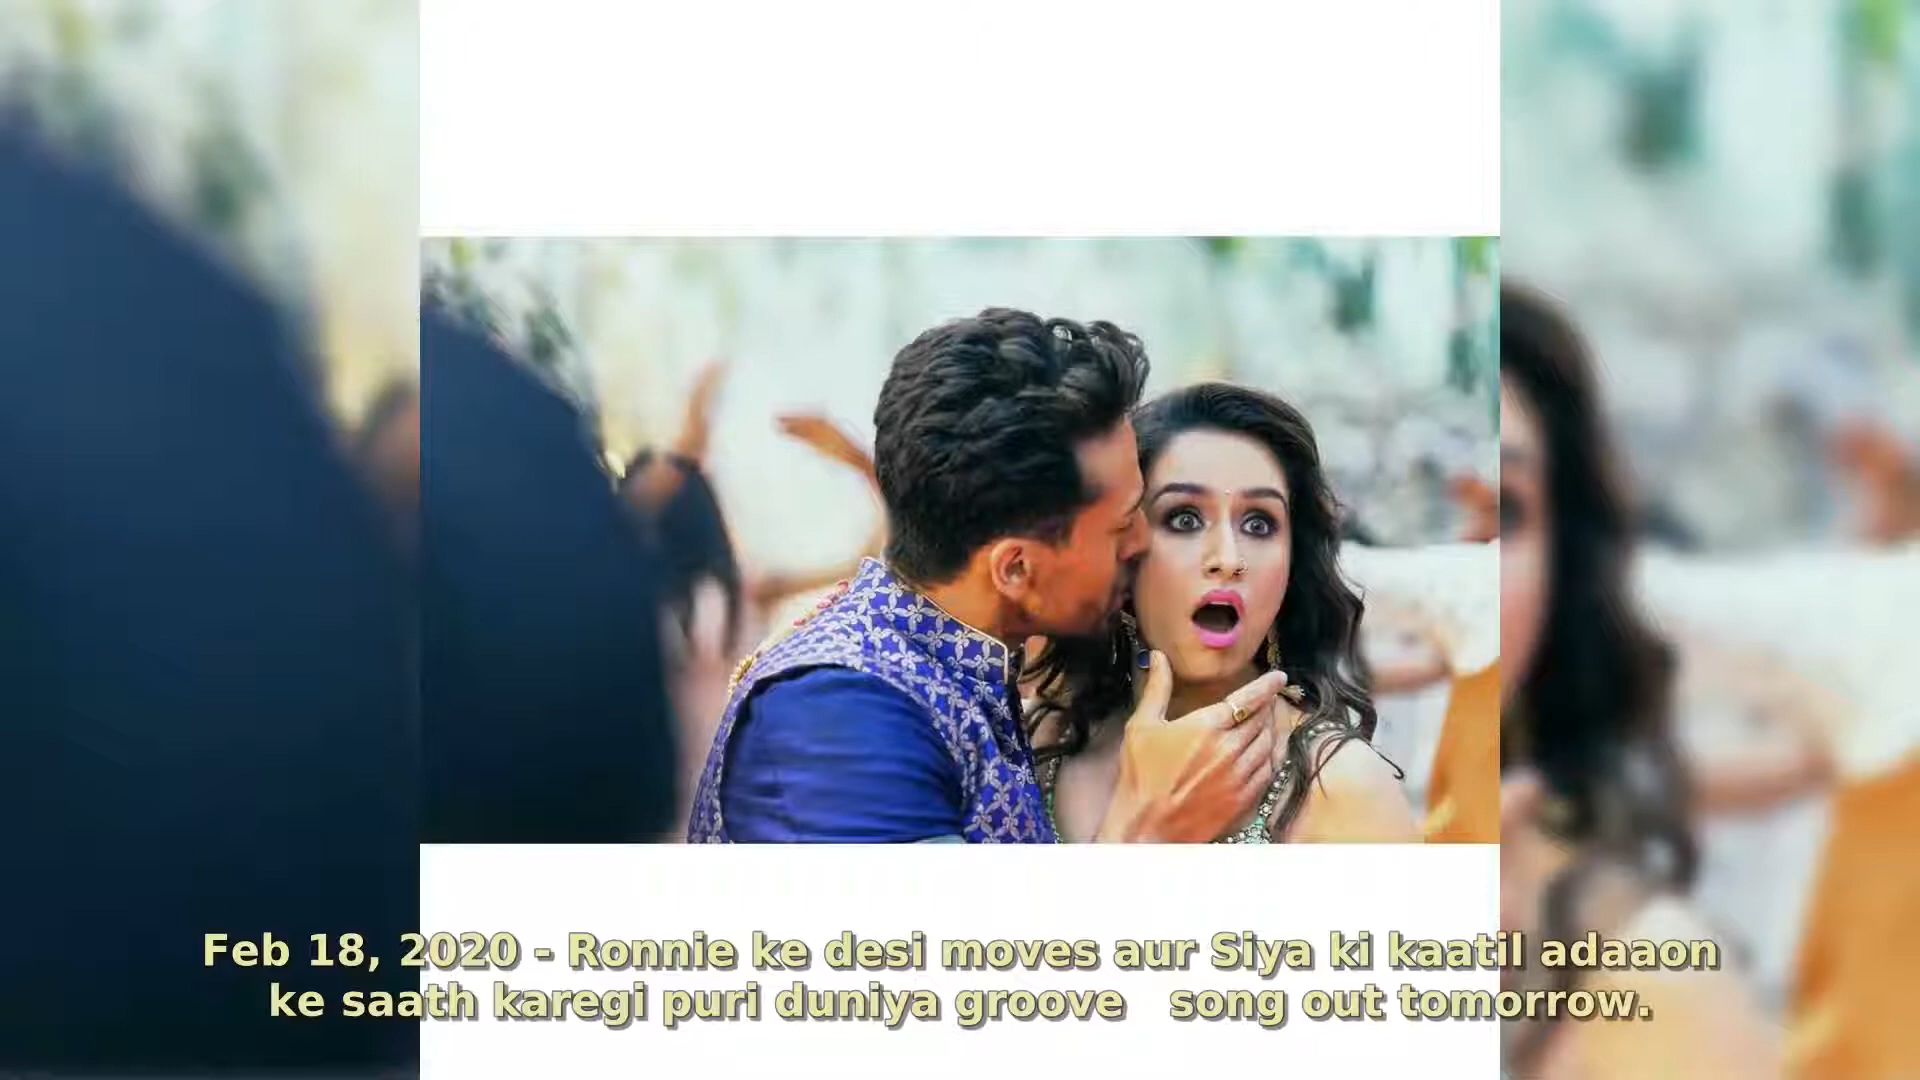 Feb 18, 2020 - Ronnie ke desi moves aur Siya ki kaatil adaaon
ke saath karegi puri duniya groove song out tomorrow.